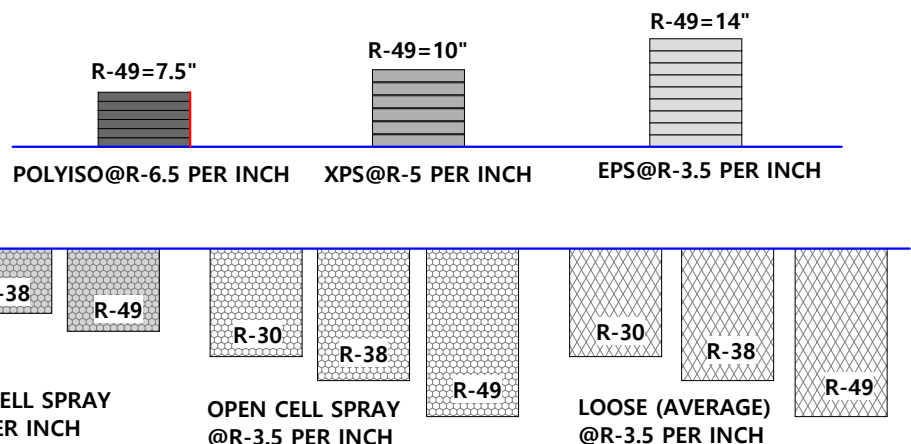 R-49=14"
R-49=10"
R-49=7.5"
POLYISO@R-6.5 PER INCH
XPS@R-5 PER INCH
EPS@R-3.5 PER INCH
-38
R-49
R-30
R-38
R-49
R-30
R-38
R-49
ELL SPRAY
ER INCH
OPEN CELL SPRAY
@R-3.5 PER INCH
LOOSE (AVERAGE)
@R-3.5 PER INCH